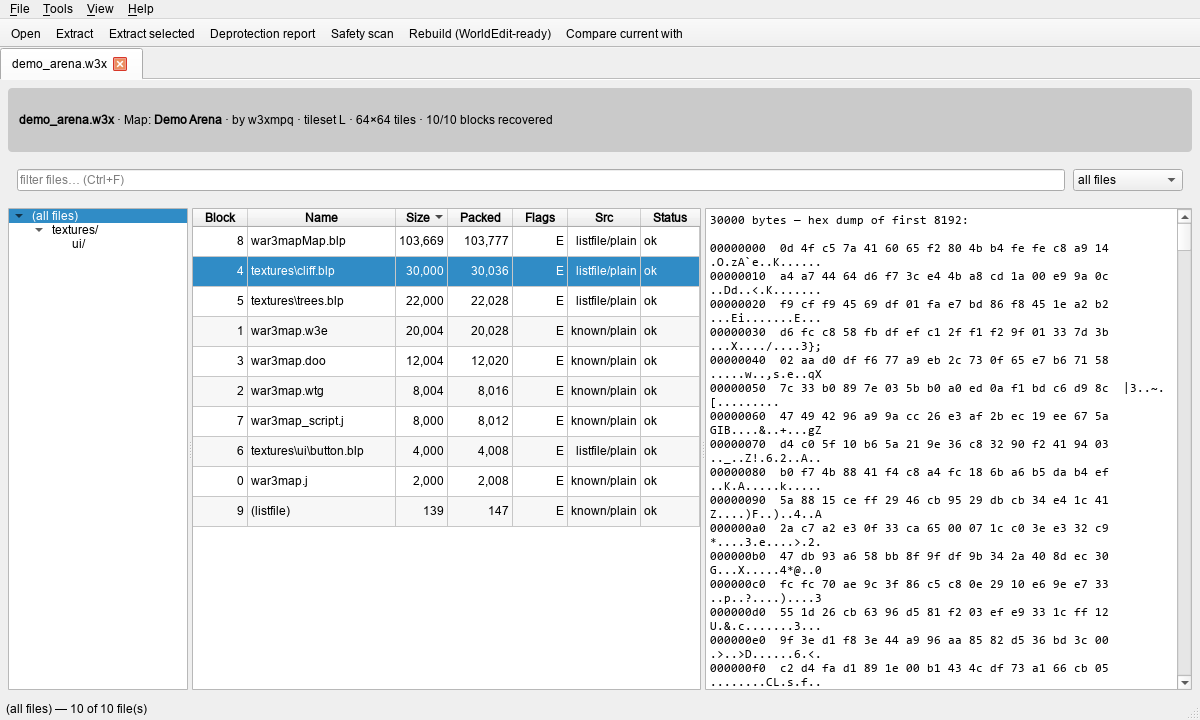 File Tools View Help
Open Extract Extract selected Deprotection report Safety scan Rebuild (WorldEdit-ready) Compare current with
demo_arena.w3x
demo_arena.w3x · Map: Demo Arena · by w3xmpq · tileset L · 64×64 tiles · 10/10 blocks recovered
filter files… (Ctrl+F) all files
(all files)
textures/
ui/
Block Name Size Packed Flags Src Status
8 war3mapMap.blp 103,669 103,777 E listfile/plain ok
4 textures\cliff.blp 30,000 30,036 E listfile/plain ok
5 textures\trees.blp 22,000 22,028 E listfile/plain ok
1 war3map.w3e 20,004 20,028 E known/plain ok
3 war3map.doo 12,004 12,020 E known/plain ok
2 war3map.wtg 8,004 8,016 E known/plain ok
7 war3map_script.j 8,000 8,012 E known/plain ok
6 textures\ui\button.blp 4,000 4,008 E listfile/plain ok
0 war3map.j 2,000 2,008 E known/plain ok
9 (listfile) 139 147 E known/plain ok
30000 bytes — hex dump of first 8192:
00000000 0d 4f c5 7a 41 60 65 f2 80 4b b4 fe fe c8 a9 14
.O.zA`e..K......
00000010 a4 a7 44 64 d6 f7 3c e4 4b a8 cd 1a 00 e9 9a 0c
..Dd..<.K.......
00000020 f9 cf f9 45 69 df 01 fa e7 bd 86 f8 45 1e a2 b2
...Ei.......E...
00000030 d6 fc c8 58 fb df ef c1 2f f1 f2 9f 01 33 7d 3b
...X..../....3};
00000040 02 aa d0 df f6 77 a9 eb 2c 73 0f 65 e7 b6 71 58
.....w..,s.e..qX
00000050 7c 33 b0 89 7e 03 5b b0 a0 ed 0a f1 bd c6 d9 8c |3..~.
[.........
00000060 47 49 42 96 a9 9a cc 26 e3 af 2b ec 19 ee 67 5a
GIB....&..+...gZ
00000070 d4 c0 5f 10 b6 5a 21 9e 36 c8 32 90 f2 41 94 03
.._..Z!.6.2..A..
00000080 b0 f7 4b 88 41 f4 c8 a4 fc 18 6b a6 b5 da b4 ef
..K.A.....k.....
00000090 5a 88 15 ce ff 29 46 cb 95 29 db cb 34 e4 1c 41
Z....)F..)..4..A
000000a0 2a c7 a2 e3 0f 33 ca 65 00 07 1c c0 3e e3 32 c9
*....3.e....>.2.
000000b0 47 db 93 a6 58 bb 8f 9f df 9b 34 2a 40 8d ec 30
G...X.....4*@..0
000000c0 fc fc 70 ae 9c 3f 86 c5 c8 0e 29 10 e6 9e e7 33
..p..?....)....3
000000d0 55 1d 26 cb 63 96 d5 81 f2 03 ef e9 33 1c ff 12
U.&.c.......3...
000000e0 9f 3e d1 f8 3e 44 a9 96 aa 85 82 d5 36 bd 3c 00
.>..>D......6.<.
000000f0 c2 d4 fa d1 89 1e 00 b1 43 4c df 73 a1 66 cb 05
........CL.s.f..
(all files) — 10 of 10 file(s)